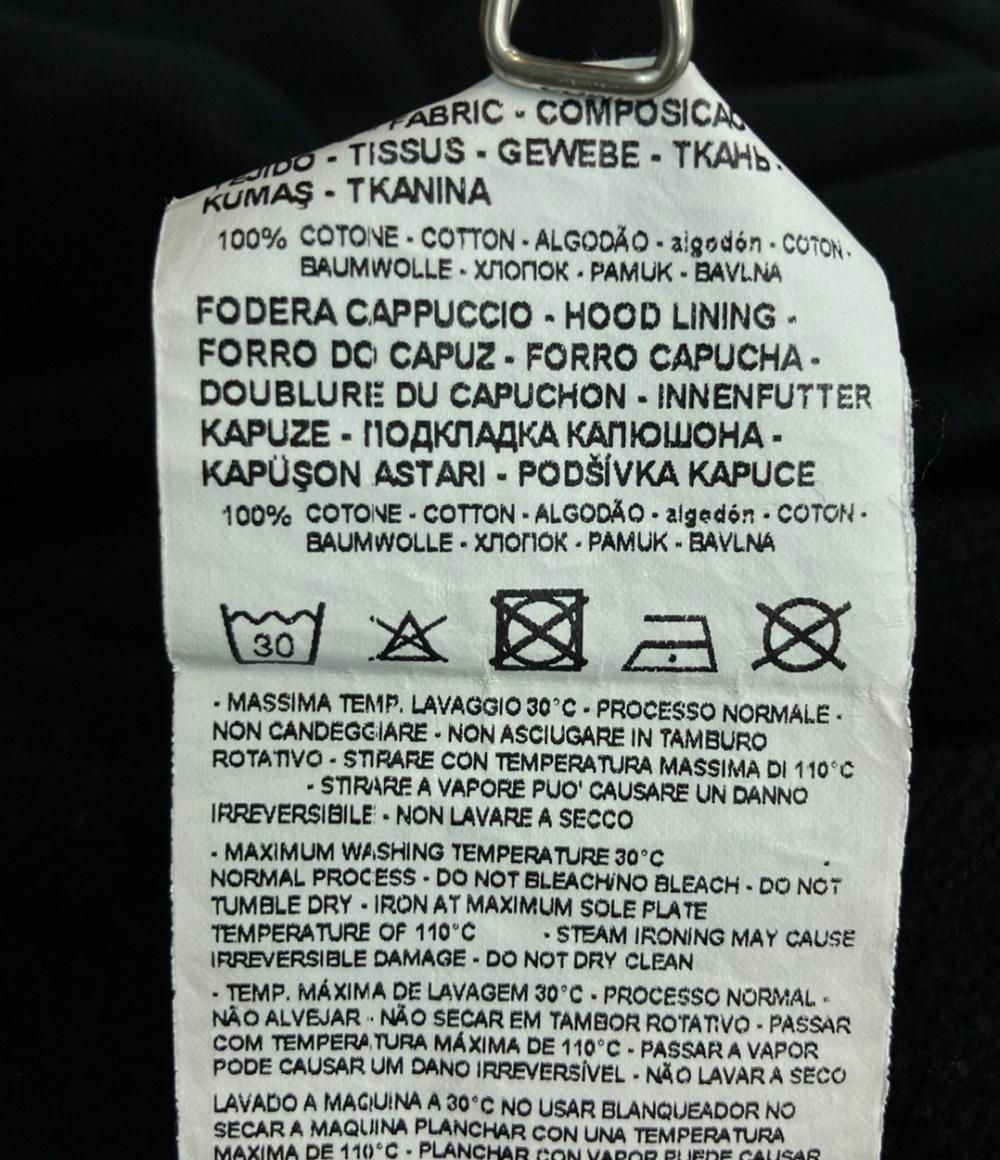 FABRIC - COMPOSICAO
TEJIDO - TISSUS - GEWEBE - ТКАНЬ -
KUMAŞ - TKANINA
100% COTONE - COTTON - ALGODÃO - algodón - COTON -
BAUMWOLLE - ХЛОПОК - PAMUK - BAVLNA
FODERA CAPPUCCIO - HOOD LINING -
FORRO DO CAPUZ - FORRO CAPUCHA -
DOUBLURE DU CAPUCHON - INNENFUTTER
KAPUZE - ПОДКЛАДКА КАПЮШОНА -
KAPÜŞON ASTARI - PODŠÍVKA KAPUCE
100% COTONE - COTTON - ALGODÃO - algodón - COTON -
BAUMWOLLE - ХЛОПОК - PAMUK - BAVLNA
30
- MASSIMA TEMP. LAVAGGIO 30°C - PROCESSO NORMALE -
NON CANDEGGIARE - NON ASCIUGARE IN TAMBURO
ROTATIVO - STIRARE CON TEMPERATURA MASSIMA DI 110°C
- STIRARE A VAPORE PUO' CAUSARE UN DANNO
IRREVERSIBILE - NON LAVARE A SECCO
- MAXIMUM WASHING TEMPERATURE 30°C -
NORMAL PROCESS - DO NOT BLEACH/NO BLEACH - DO NOT
TUMBLE DRY - IRON AT MAXIMUM SOLE PLATE
TEMPERATURE OF 110°C - STEAM IRONING MAY CAUSE
IRREVERSIBLE DAMAGE - DO NOT DRY CLEAN
- TEMP. MÁXIMA DE LAVAGEM 30°C - PROCESSO NORMAL -
NÃO ALVEJAR - NÃO SECAR EM TAMBOR ROTATIVO - PASSAR
COM TEMPERATURA MÁXIMA DE 110°C - PASSAR A VAPOR
PODE CAUSAR UM DANO IRREVERSÍVEL - NÃO LAVAR A SECO
LAVADO A MAQUINA A 30°C NO USAR BLANQUEADOR NO
SECAR A MAQUINA PLANCHAR CON UNA TEMPERATURA
MAXIMA DE 110°C - PLANCHAR CON VAPOR PUEDE CAUSAR